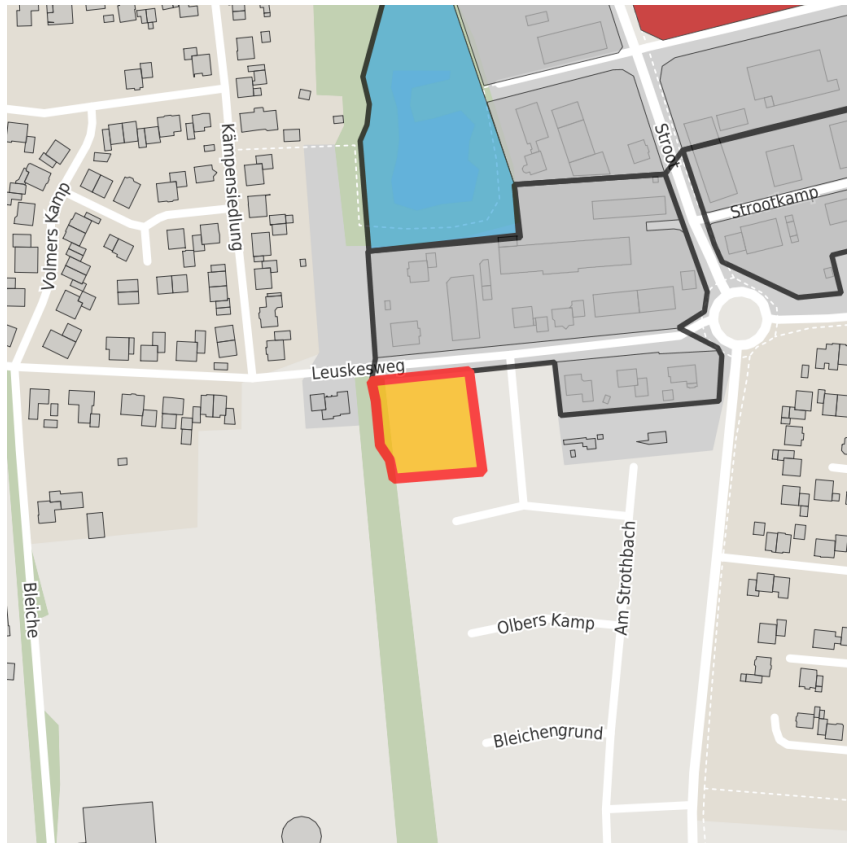 Stroot
Kämpensiedlung
Volmers Kamp
Strootkamp
Leuskesweg
Am Strothbach
Bleiche
Olbers Kamp
Bleichengrund